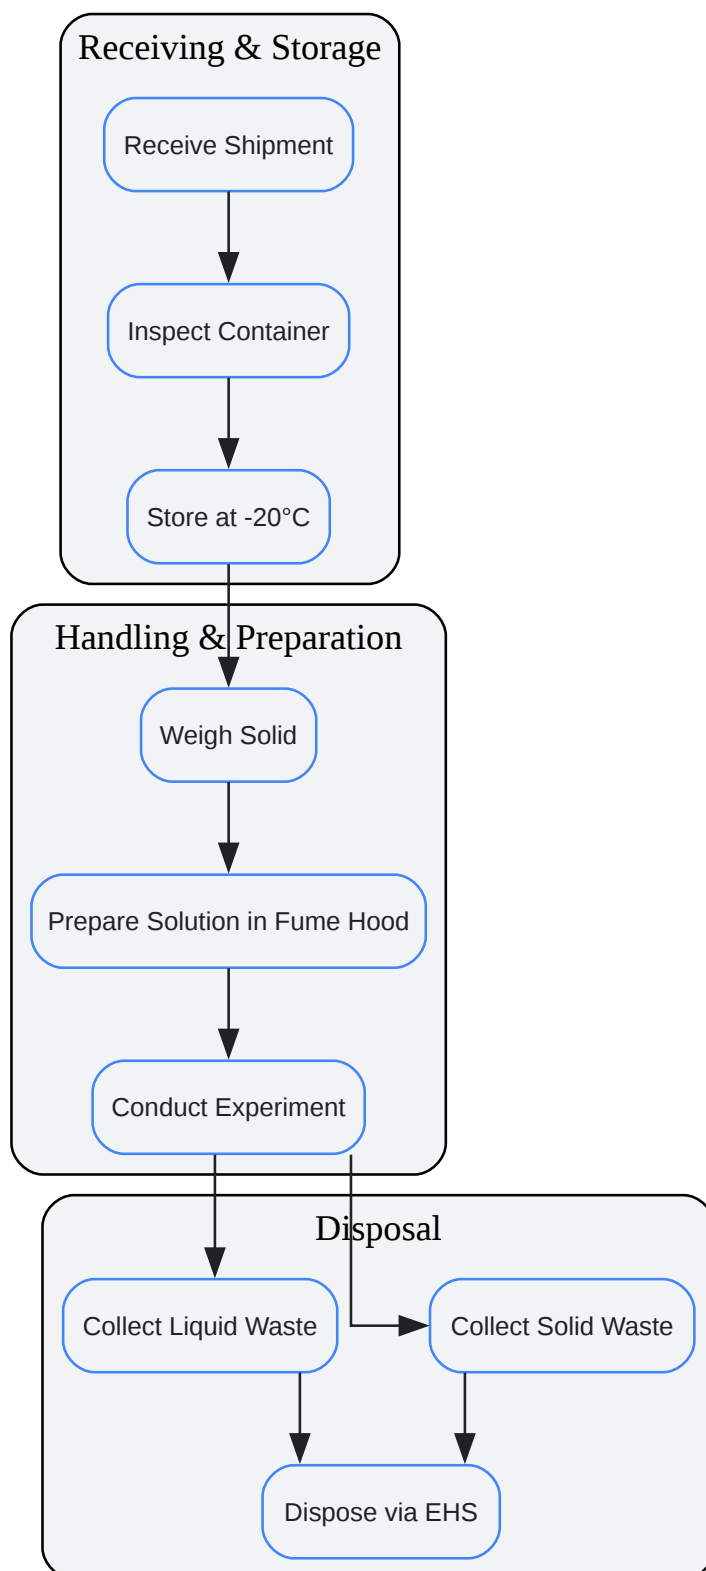 Receiving & Storage
Receive Shipment
Inspect Container
Store at -20°C
Handling & Preparation
Weigh Solid
Prepare Solution in Fume Hood
Conduct Experiment
Disposal
Collect Liquid Waste
Collect Solid Waste
Dispose via EHS